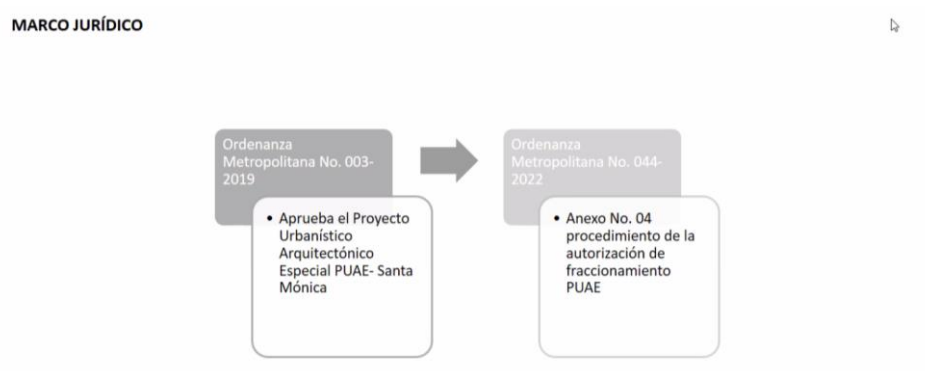 MARCO JURÍDICO
Ordenanza
Metropolitana No. 003-
2019
• Aprueba el Proyecto
Urbanístico
Arquitectónico
Especial PUAE- Santa
Mónica
Ordenanza
Metropolitana No. 044-
2022
• Anexo No. 04
procedimiento de la
autorización de
fraccionamiento
PUAE